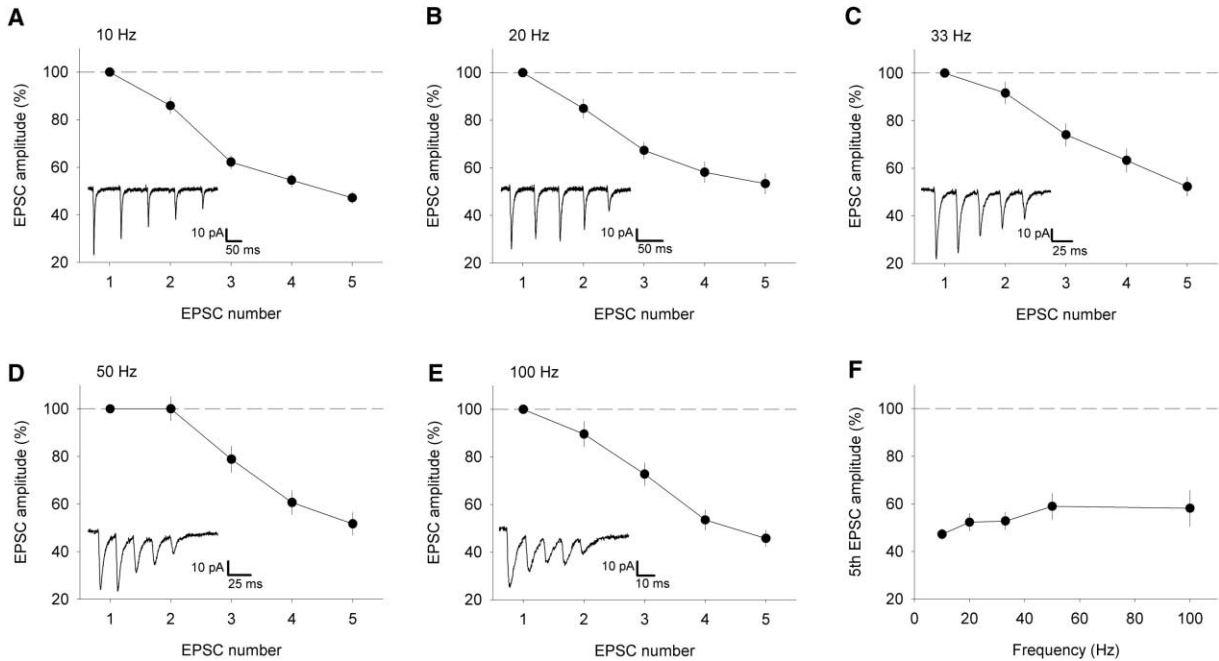 A
10 Hz
EPSC amplitude (%)
100
80
60
40
20
10 pA
50 ms
1 2 3 4 5
EPSC number
B
20 Hz
EPSC amplitude (%)
100
80
60
40
20
10 pA
50 ms
1 2 3 4 5
EPSC number
C
33 Hz
EPSC amplitude (%)
100
80
60
40
20
10 pA
25 ms
1 2 3 4 5
EPSC number
D
50 Hz
EPSC amplitude (%)
100
80
60
40
20
10 pA
25 ms
1 2 3 4 5
EPSC number
E
100 Hz
EPSC amplitude (%)
100
80
60
40
20
10 pA
10 ms
1 2 3 4 5
EPSC number
F
5th EPSC amplitude (%)
100
80
60
40
20
0 20 40 60 80 100
Frequency (Hz)